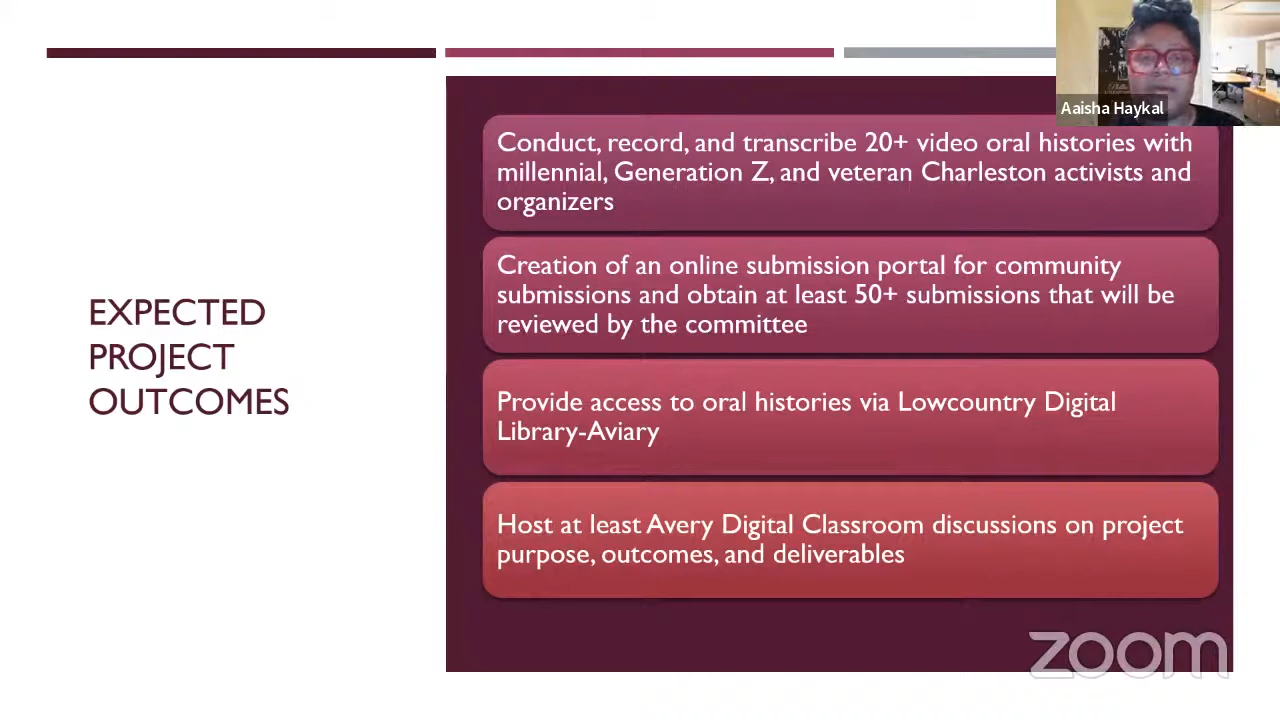 Aaisha Haykal
Conduct, record, and transcribe 20+ video oral histories with
millennial, Generation Z, and veteran Charleston activists and
organizers
Creation of an online submission portal for community
submissions and obtain at least 50+ submissions that will be
reviewed by the committee
EXPECTED
PROJECT
OUTCOMES
Provide access to oral histories via Lowcountry Digital
Library-Aviary
Host at least Avery Digital Classroom discussions on project
purpose, outcomes, and deliverables
zoom